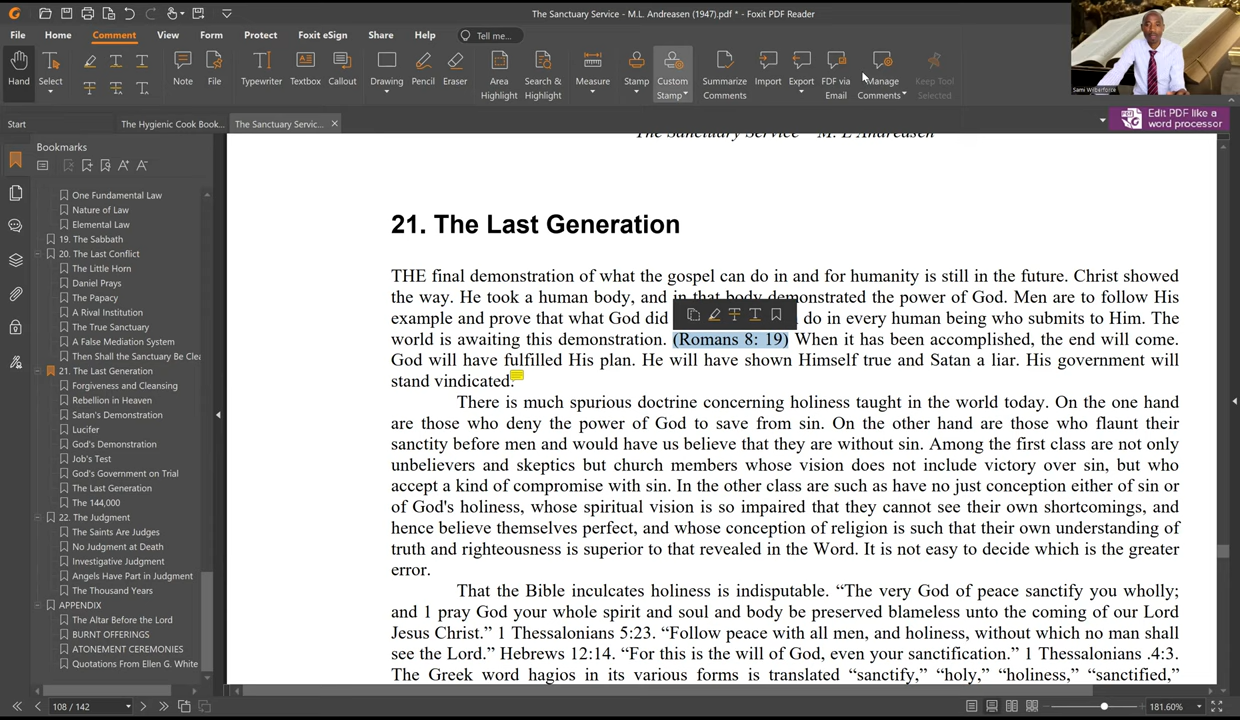 The Sanctuary Service - M.L. Andreasen (1947).pdf * - Foxit PDF Reader
File Home Comment View Form Protect Foxit eSign Share Help Tell me...
Hand Select Note File Typewriter Textbox Callout Drawing Pencil Eraser Area Highlight Search & Highlight Measure Stamp Custom Stamp Summarize Comments Import Export FDF via Email Manage Comments Keep Tool Selected
Sami Wilberforce
Start The Hygienic Cook Book... The Sanctuary Servic...
Edit PDF like a
word processor
Bookmarks
One Fundamental Law
Nature of Law
Elemental Law
19. The Sabbath
20. The Last Conflict
The Little Horn
Daniel Prays
The Papacy
A Rival Institution
The True Sanctuary
A False Mediation System
Then Shall the Sanctuary Be Clea
21. The Last Generation
Forgiveness and Cleansing
Rebellion in Heaven
Satan's Demonstration
Lucifer
God's Demonstration
Job's Test
God's Government on Trial
The Last Generation
The 144,000
22. The Judgment
The Saints Are Judges
No Judgment at Death
Investigative Judgment
Angels Have Part in Judgment
The Thousand Years
APPENDIX
The Altar Before the Lord
BURNT OFFERINGS
ATONEMENT CEREMONIES
Quotations From Ellen G. White
The Sanctuary Service – M. L Andreasen
21. The Last Generation
THE final demonstration of what the gospel can do in and for humanity is still in the future. Christ showed
the way. He took a human body, and in that body demonstrated the power of God. Men are to follow His
example and prove that what God did do in every human being who submits to Him. The
world is awaiting this demonstration. (Romans 8: 19) When it has been accomplished, the end will come.
God will have fulfilled His plan. He will have shown Himself true and Satan a liar. His government will
stand vindicated.
There is much spurious doctrine concerning holiness taught in the world today. On the one hand
are those who deny the power of God to save from sin. On the other hand are those who flaunt their
sanctity before men and would have us believe that they are without sin. Among the first class are not only
unbelievers and skeptics but church members whose vision does not include victory over sin, but who
accept a kind of compromise with sin. In the other class are such as have no just conception either of sin or
of God's holiness, whose spiritual vision is so impaired that they cannot see their own shortcomings, and
hence believe themselves perfect, and whose conception of religion is such that their own understanding of
truth and righteousness is superior to that revealed in the Word. It is not easy to decide which is the greater
error.
That the Bible inculcates holiness is indisputable. “The very God of peace sanctify you wholly;
and 1 pray God your whole spirit and soul and body be preserved blameless unto the coming of our Lord
Jesus Christ.” 1 Thessalonians 5:23. “Follow peace with all men, and holiness, without which no man shall
see the Lord.” Hebrews 12:14. “For this is the will of God, even your sanctification.” 1 Thessalonians .4:3.
The Greek word hagios in its various forms is translated “sanctify,” “holy,” “holiness,” “sanctified,”
108 / 142
181.60%